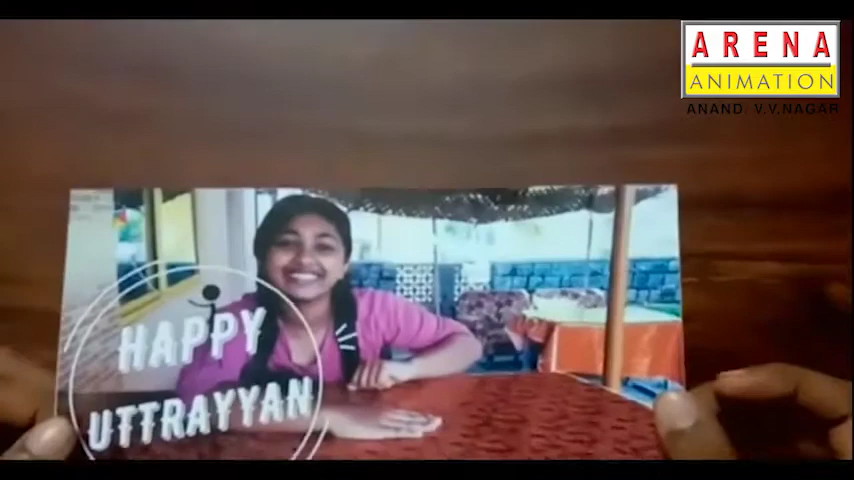 ARENA
ANIMATION
ANAND/V.V.NAGAR
HAPPY
UTTRAYYAN